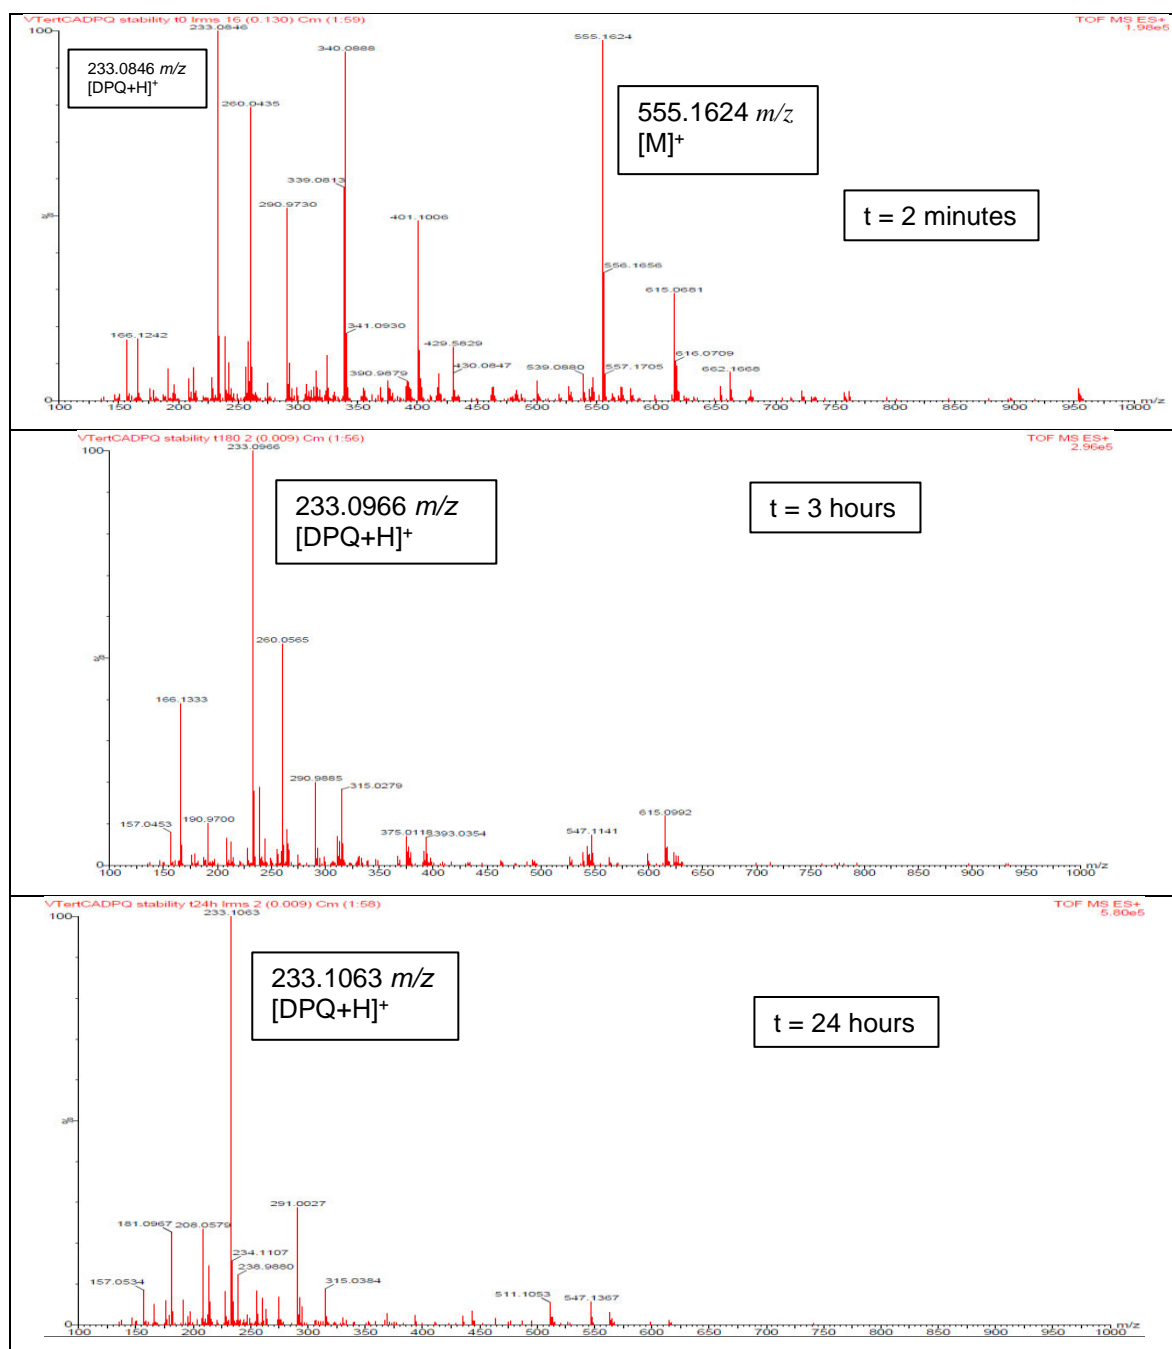 VTertCADPQ stability t0 lrms 16 (0.130) Cm (1:59)
TOF MS ES+
1.98e5
233.0846
100
340.0888
555.1624
233.0846 m/z
[DPQ+H]+
555.1624 m/z
[M]+
260.0435
339.0813
290.9730
401.1006
t = 2 minutes
%
556.1656
615.0681
166.1242
341.0930
429.5829
430.0847
390.9879
539.0880
557.1705
616.0709
662.1668
0
100 150 200 250 300 350 400 450 500 550 600 650 700 750 800 850 900 950 1000 m/z
VTertCADPQ stability t180 2 (0.009) Cm (1:56)
TOF MS ES+
2.96e5
233.0966
100
233.0966 m/z
[DPQ+H]+
t = 3 hours
260.0565
%
166.1333
290.9885
315.0279
157.0453
190.9700
375.0118
393.0354
547.1141
615.0992
0
100 150 200 250 300 350 400 450 500 550 600 650 700 750 800 850 900 950 1000 m/z
VTertCADPQ stability t24h lrms 2 (0.009) Cm (1:58)
TOF MS ES+
5.80e5
233.1063
100
233.1063 m/z
[DPQ+H]+
t = 24 hours
%
291.0027
181.0967
208.0579
234.1107
238.9880
157.0534
315.0384
511.1053
547.1367
0
100 150 200 250 300 350 400 450 500 550 600 650 700 750 800 850 900 950 1000 m/z